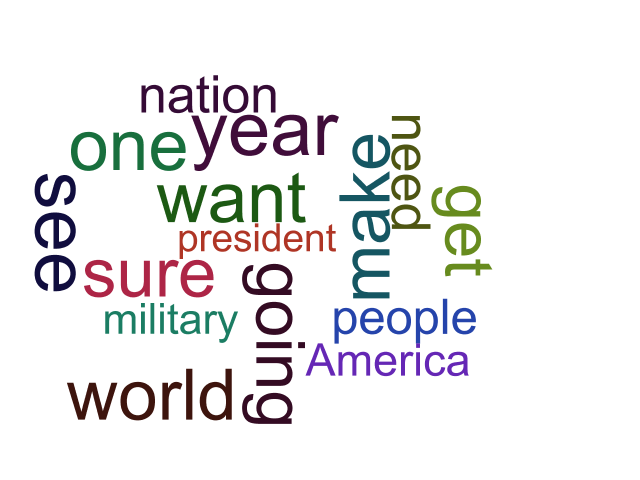 nation
year
one
need
make
want
see
get
president
sure
going
military
people
America
world